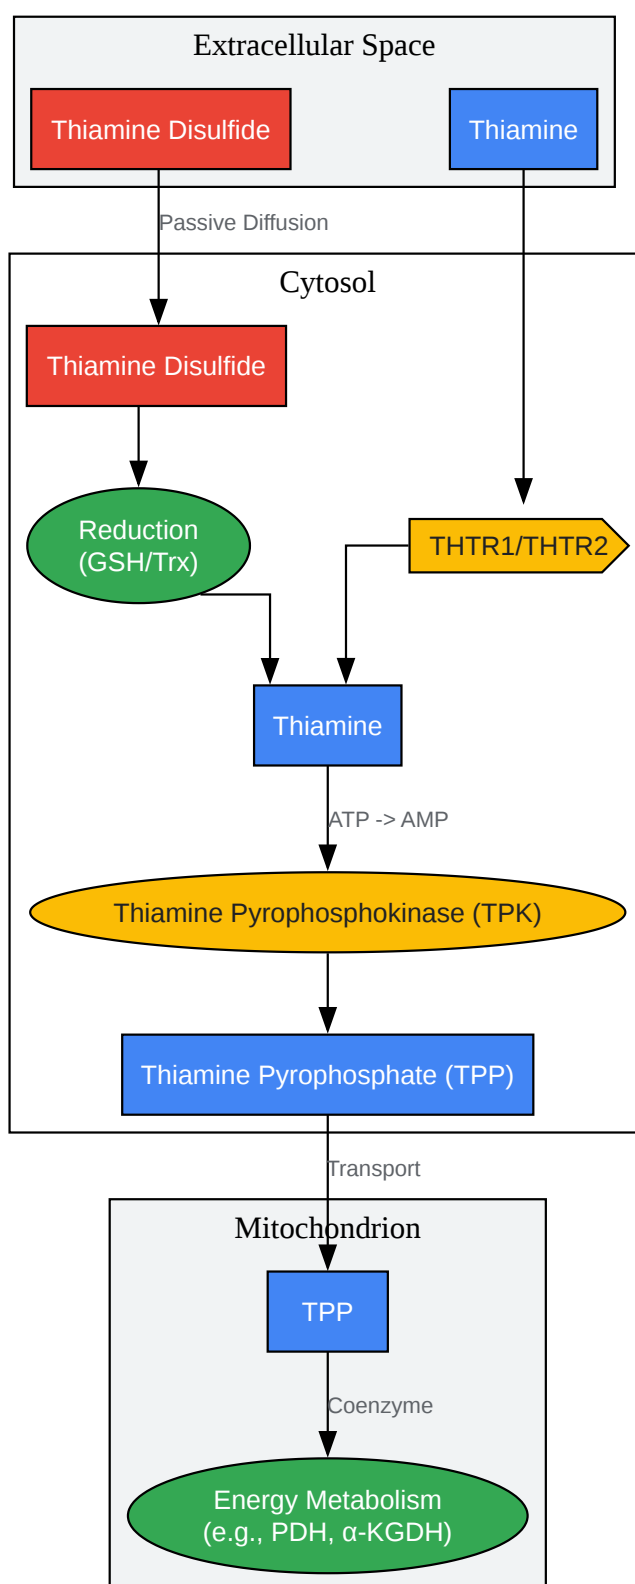 Extracellular Space
Thiamine Disulfide
Thiamine
Passive Diffusion
Cytosol
Thiamine Disulfide
Reduction
(GSH/Trx)
THTR1/THTR2
Thiamine
ATP -> AMP
Thiamine Pyrophosphokinase (TPK)
Thiamine Pyrophosphate (TPP)
Transport
Mitochondrion
TPP
Coenzyme
Energy Metabolism
(e.g., PDH, α-KGDH)